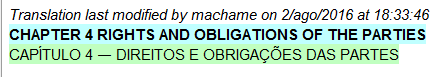 Translation last modified by machame on 2/ago/2016 at 18:33:46
CHAPTER 4 RIGHTS AND OBLIGATIONS OF THE PARTIES
CAPÍTULO 4 — DIREITOS E OBRIGAÇÕES DAS PARTES